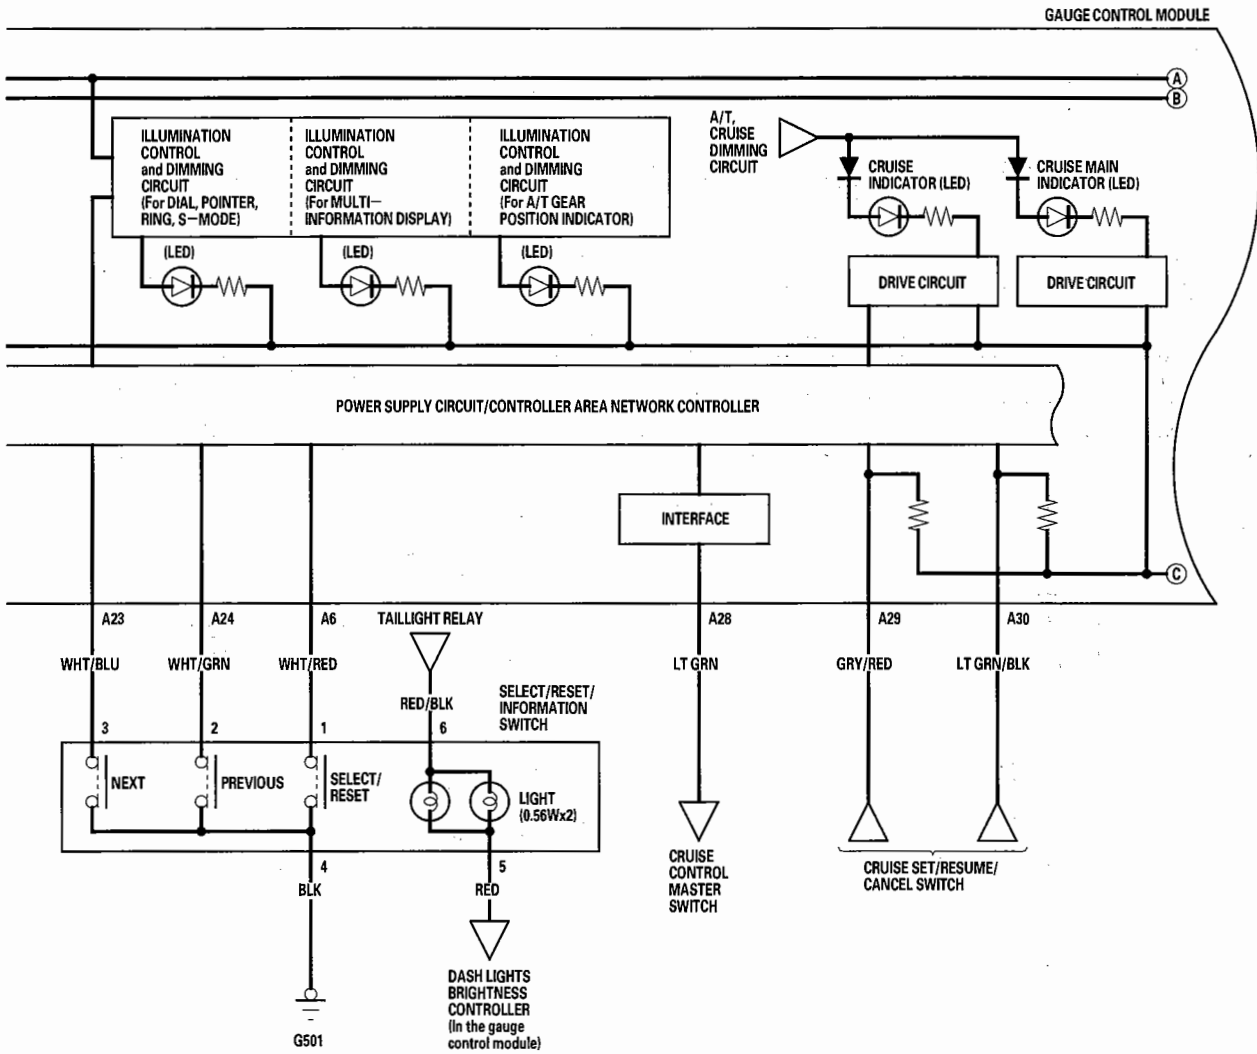 GAUGE CONTROL MODULE
A
B
ILLUMINATION
CONTROL
and DIMMING
CIRCUIT
(For DIAL, POINTER,
RING, S-MODE)
ILLUMINATION
CONTROL
and DIMMING
CIRCUIT
(For MULTI-
INFORMATION DISPLAY)
ILLUMINATION
CONTROL
and DIMMING
CIRCUIT
(For A/T GEAR
POSITION INDICATOR)
A/T,
CRUISE
DIMMING
CIRCUIT
CRUISE
INDICATOR (LED)
CRUISE MAIN
INDICATOR (LED)
(LED)
(LED)
(LED)
DRIVE CIRCUIT
DRIVE CIRCUIT
POWER SUPPLY CIRCUIT/CONTROLLER AREA NETWORK CONTROLLER
INTERFACE
C
A23
A24
A6
TAILLIGHT RELAY
A28
A29
A30
WHT/BLU
WHT/GRN
WHT/RED
LT GRN
GRY/RED
LT GRN/BLK
RED/BLK
SELECT/RESET/
INFORMATION
SWITCH
3
2
1
6
NEXT
PREVIOUS
SELECT/
RESET
LIGHT
(0.56Wx2)
4
5
BLK
RED
CRUISE
CONTROL
MASTER
SWITCH
CRUISE SET/RESUME/
CANCEL SWITCH
DASH LIGHTS
BRIGHTNESS
CONTROLLER
(In the gauge
control module)
G501